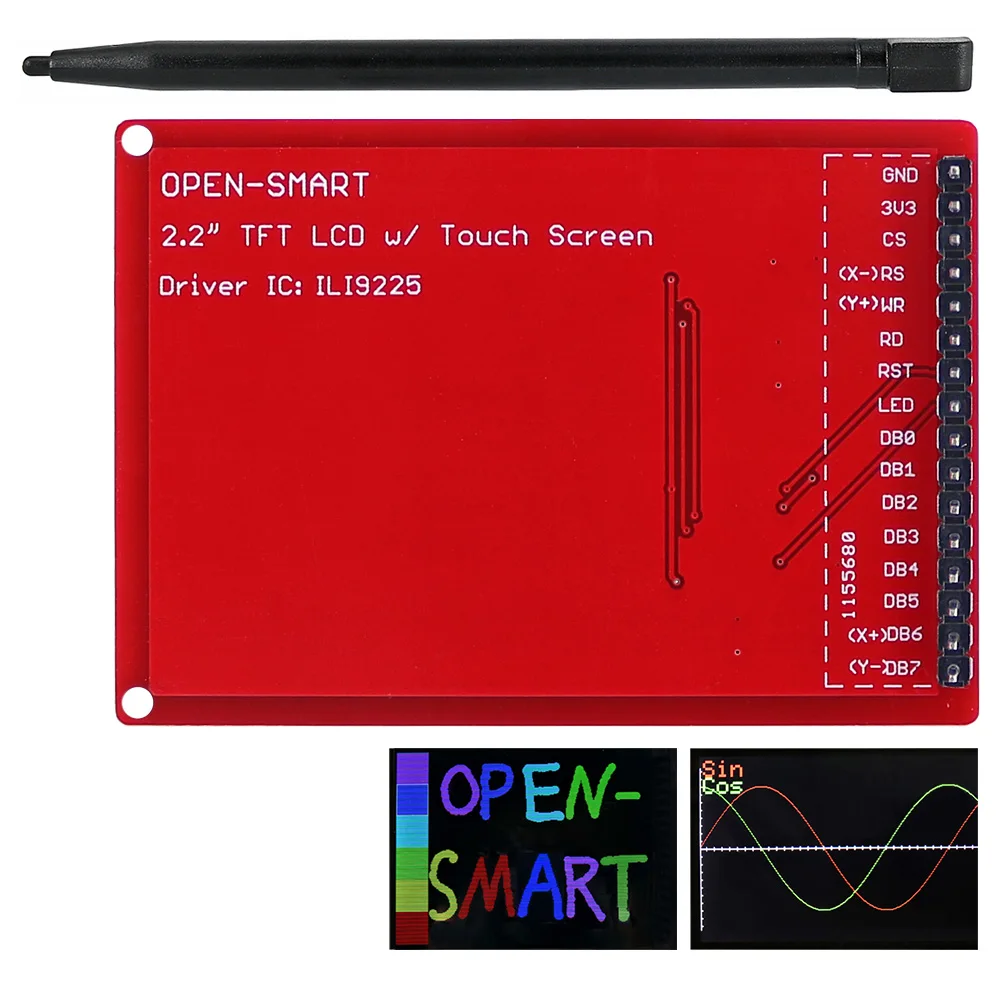 OPEN-SMART
2.2” TFT LCD w/ Touch Screen
Driver IC: ILI9225
GND
3V3
CS
(X-)RS
(Y+)WR
RD
RST
LED
DB0
DB1
DB2
DB3
DB4
DB5
(X+)DB6
(Y-)DB7
1155680
OPEN-
SMART
Sin
Cos